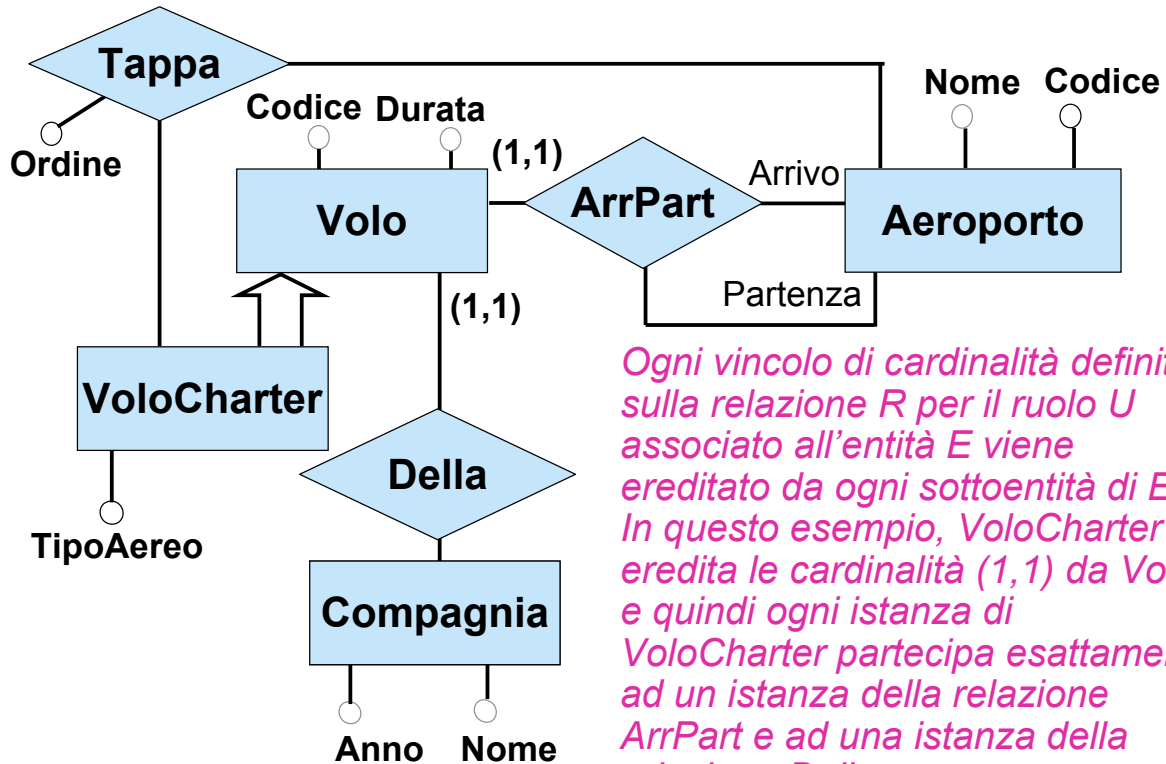 Tappa
Nome Codice
Codice Durata
Ordine
(1,1)
Arrivo
Volo
ArrPart
Aeroporto
Partenza
(1,1)
VoloCharter
TipoAereo
Della
Compagnia
Anno Nome
Ogni vincolo di cardinalità definit
sulla relazione R per il ruolo U
associato all'entità E viene
ereditato da ogni sottoentità di E
In questo esempio, VoloCharter
eredita le cardinalità (1,1) da Vo
e quindi ogni istanza di
VoloCharter partecipa esattame
ad un istanza della relazione
ArrPart e ad una istanza della